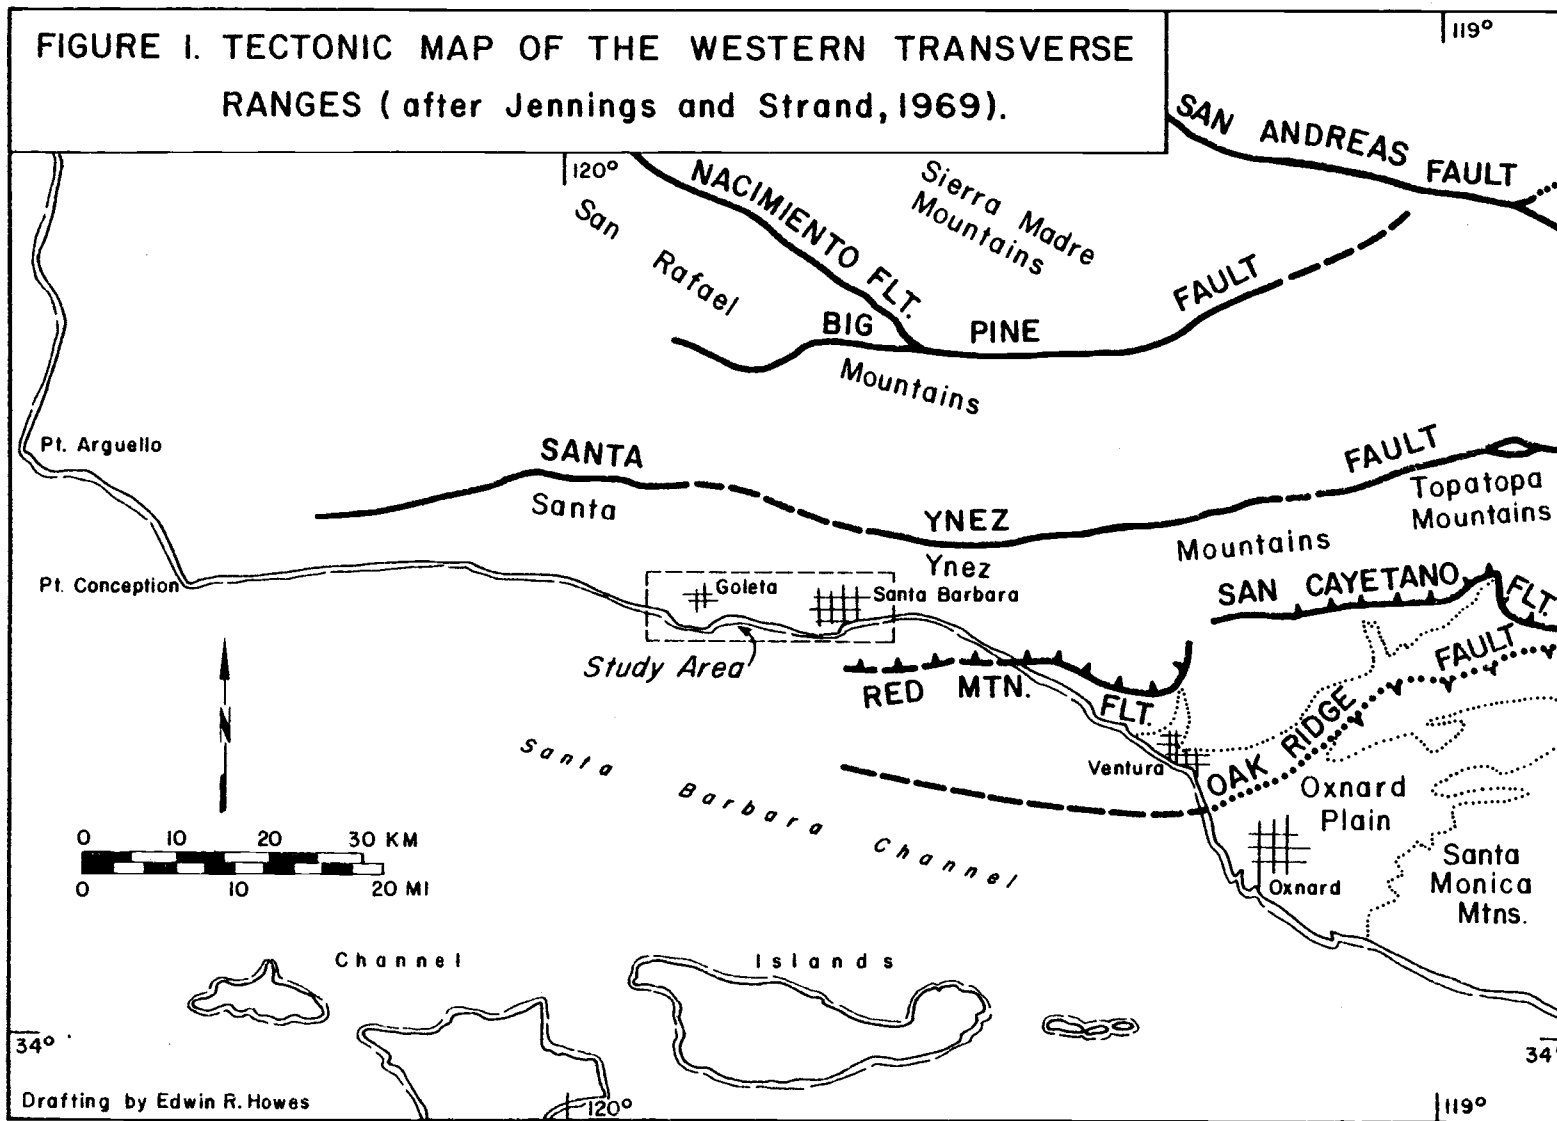 FIGURE 1. TECTONIC MAP OF THE WESTERN TRANSVERSE
RANGES (after Jennings and Strand, 1969).
119°
120°
SAN ANDREAS FAULT
NACIMIENTO FLT.
Sierra Madre
Mountains
San Rafael
Mountains
BIG PINE FAULT
Pt. Arguello
SANTA YNEZ FAULT
Santa Ynez Mountains
Topatopa
Mountains
Pt. Conception
Goleta
Santa Barbara
SAN CAYETANO FLT.
Study Area
RED MTN. FLT.
OAK RIDGE FAULT
N
Santa Barbara Channel
Ventura
Oxnard
Plain
0 10 20 30 KM
0 10 20 MI
Oxnard
Santa
Monica
Mtns.
Channel Islands
34°
34°
Drafting by Edwin R. Howes
120°
119°